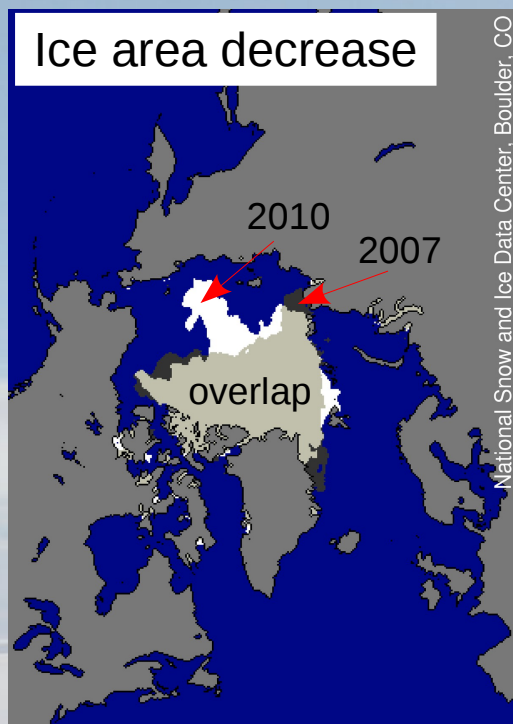 Ice area decrease
National Snow and Ice Data Center, Boulder, CO
2010
2007
overlap